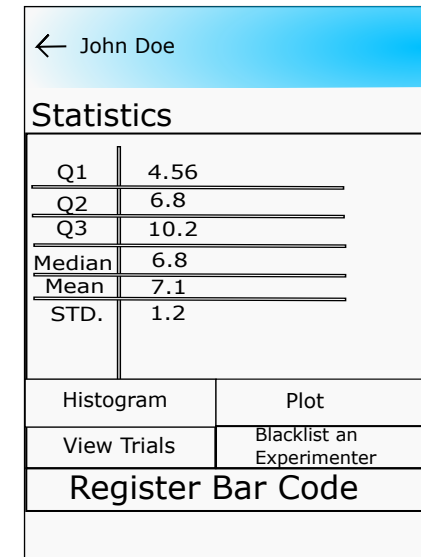 John Doe
Statistics
Q1 4.56
Q2 6.8
Q3 10.2
Median 6.8
Mean 7.1
STD. 1.2
Histogram Plot
View Trials Blacklist an
Experimenter
Register Bar Code